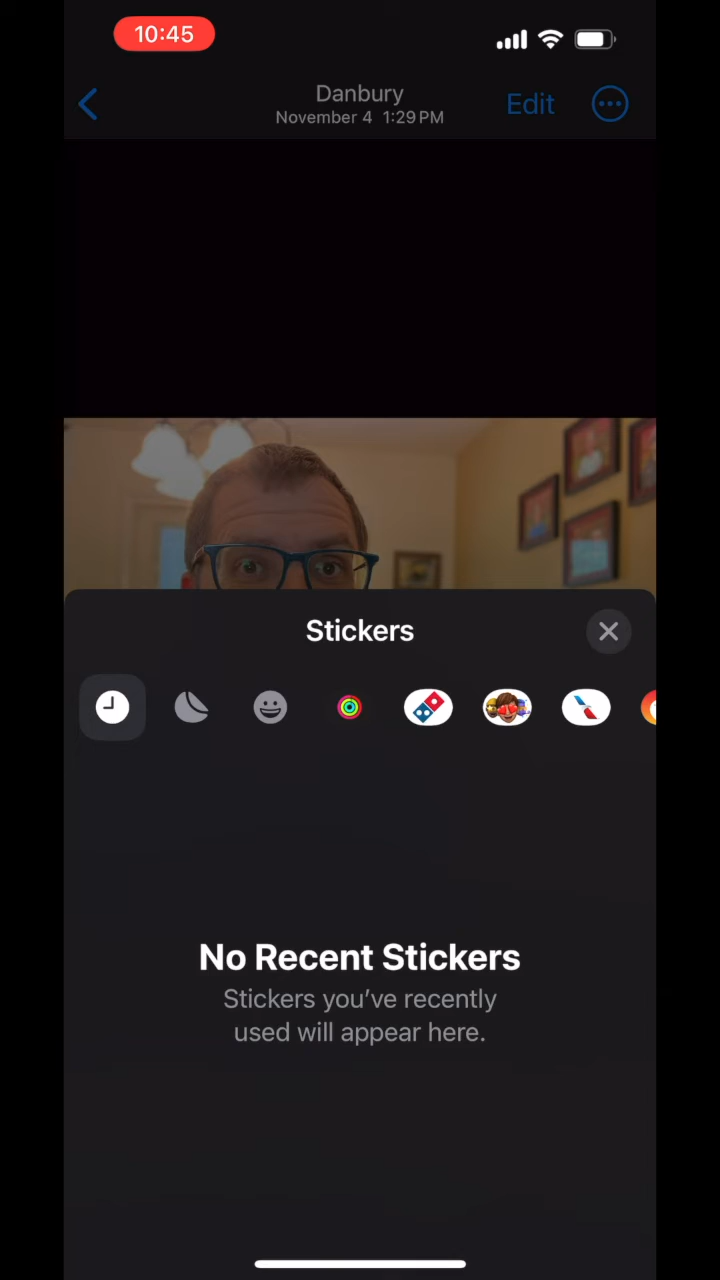 10:45
Danbury
November 4 1:29 PM
Edit
Stickers
No Recent Stickers
Stickers you’ve recently
used will appear here.